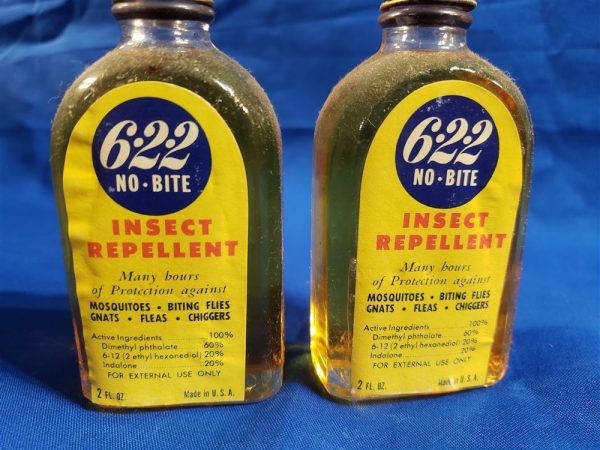 6·2·2
NO·BITE
INSECT
REPELLENT
Many hours
of Protection against
MOSQUITOES • BITING FLIES
GNATS • FLEAS • CHIGGERS
Active Ingredients 100%
Dimethyl phthalate 60%
6-12 (2 ethyl hexanediol) 20%
Indalone 20%
FOR EXTERNAL USE ONLY
2 FL. OZ. Made in U.S.A.
6·2·2
NO·BITE
INSECT
REPELLENT
Many hours
of Protection against
MOSQUITOES • BITING FLIES
GNATS • FLEAS • CHIGGERS
Active Ingredients 100%
Dimethyl phthalate 60%
6-12 (2 ethyl hexanediol) 20%
Indalone 20%
FOR EXTERNAL USE ONLY
2 FL. OZ. Made in U.S.A.